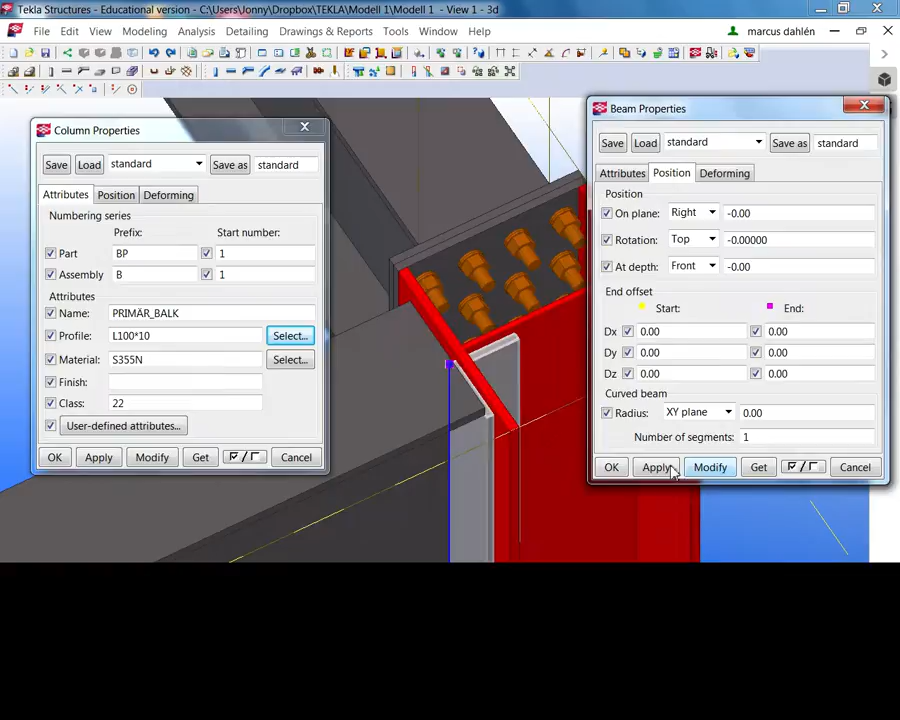 Tekla Structures - Educational version - C:\Users\Jonny\Dropbox\TEKLA\Modell 1\Modell 1 - View 1 - 3d
File Edit View Modeling Analysis Detailing Drawings & Reports Tools Window Help marcus dahlén
Column Properties
Save Load standard Save as standard
Attributes Position Deforming
Numbering series
Prefix: Start number:
Part BP 1
Assembly B 1
Attributes
Name: PRIMÄR_BALK
Profile: L100*10 Select...
Material: S355N Select...
Finish:
Class: 22
User-defined attributes...
OK Apply Modify Get / Cancel
Beam Properties
Save Load standard Save as standard
Attributes Position Deforming
Position
On plane: Right -0.00
Rotation: Top -0.00000
At depth: Front -0.00
End offset
Start: End:
Dx 0.00 0.00
Dy 0.00 0.00
Dz 0.00 0.00
Curved beam
Radius: XY plane 0.00
Number of segments: 1
OK Apply Modify Get / Cancel